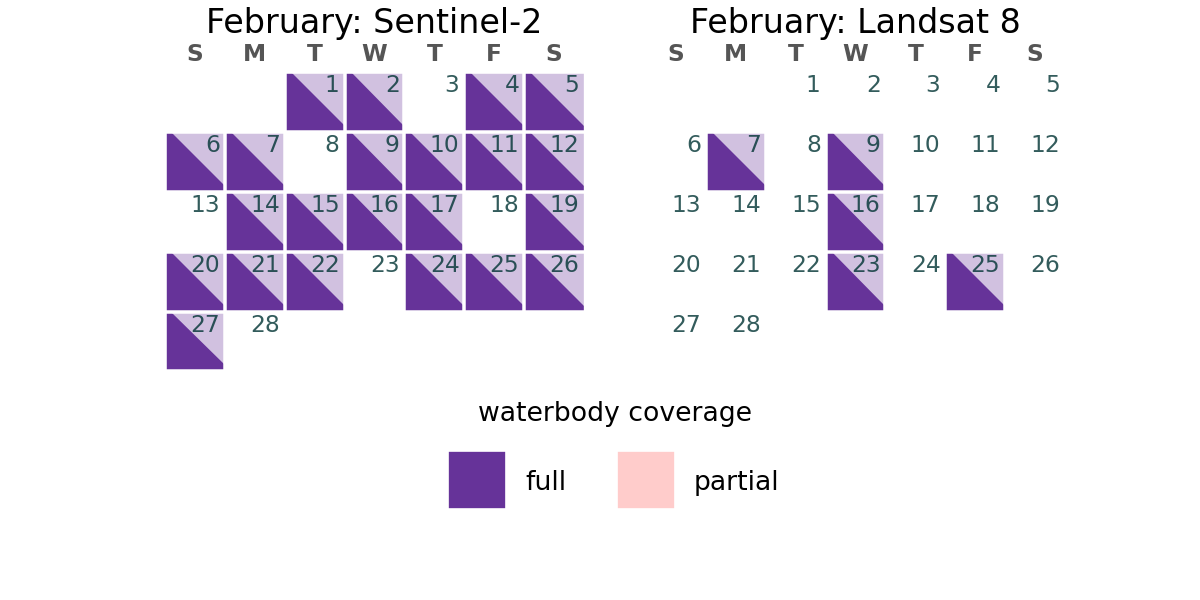 February: Sentinel-2
S M T W T F S
1 2 3 4 5
6 7 8 9 10 11 12
13 14 15 16 17 18 19
20 21 22 23 24 25 26
27 28
February: Landsat 8
S M T W T F S
1 2 3 4 5
6 7 8 9 10 11 12
13 14 15 16 17 18 19
20 21 22 23 24 25 26
27 28
waterbody coverage
full partial